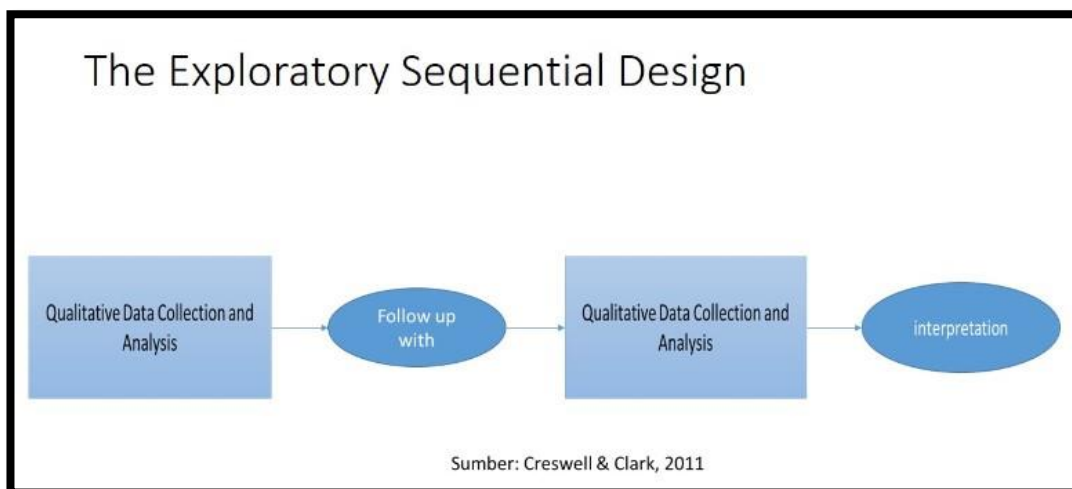 The Exploratory Sequential Design
Qualitative Data Collection and
Analysis
Follow up
with
Qualitative Data Collection and
Analysis
interpretation
Sumber: Creswell & Clark, 2011